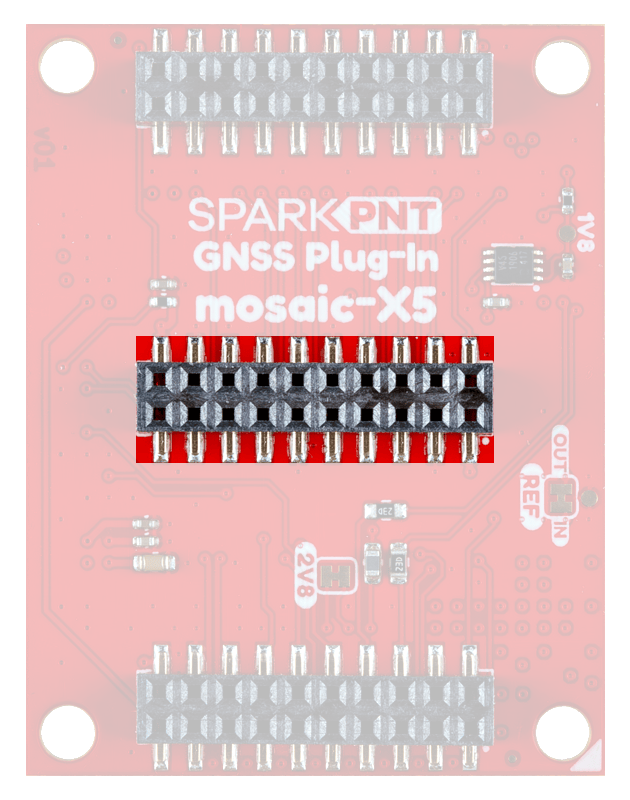 v01
SPARKPNT
GNSS Plug-In
mosaic-X5
1V8
OUT
REF
IN
2V8